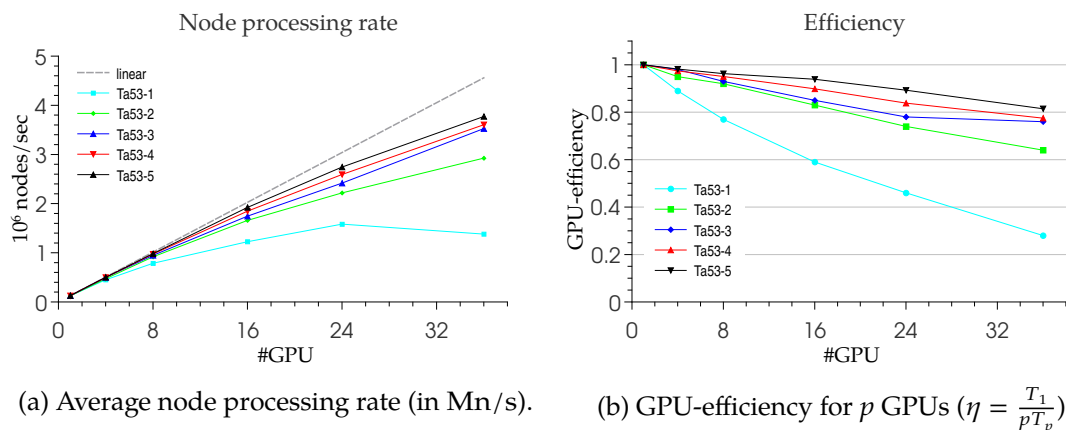 Node processing rate
5
4
3
2
1
0
10⁶ nodes/sec
linear
Ta53-1
Ta53-2
Ta53-3
Ta53-4
Ta53-5
0 8 16 24 32
#GPU
(a) Average node processing rate (in Mn/s).
Efficiency
1
0.8
0.6
0.4
0.2
0
GPU-efficiency
Ta53-1
Ta53-2
Ta53-3
Ta53-4
Ta53-5
0 8 16 24 32
#GPU
(b) GPU-efficiency for p GPUs (η = T₁/pTₚ)